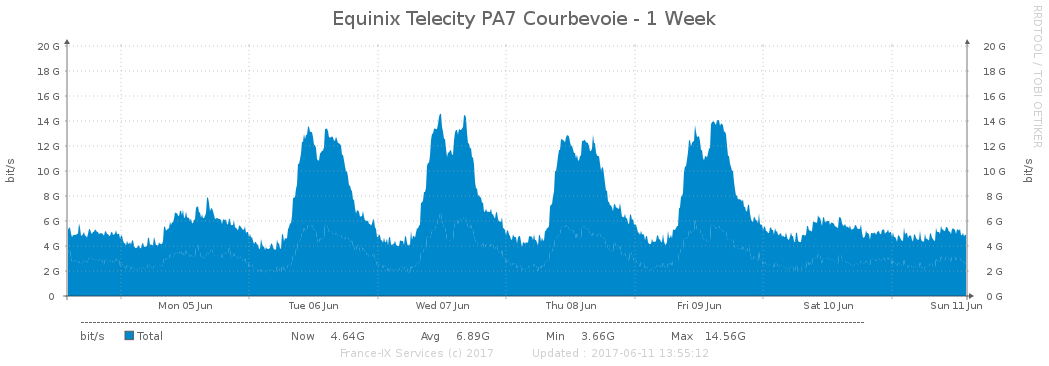 Equinix Telecity PA7 Courbevoie - 1 Week
RRDTOOL / TOBI OETIKER
bit/s
20 G
18 G
16 G
14 G
12 G
10 G
8 G
6 G
4 G
2 G
0
20 G
18 G
16 G
14 G
12 G
10 G
8 G
6 G
4 G
2 G
0 G
bit/s
Mon 05 Jun Tue 06 Jun Wed 07 Jun Thu 08 Jun Fri 09 Jun Sat 10 Jun Sun 11 Jun
bit/s Total Now 4.64G Avg 6.89G Min 3.66G Max 14.56G
France-IX Services (c) 2017 Updated : 2017-06-11 13:55:12